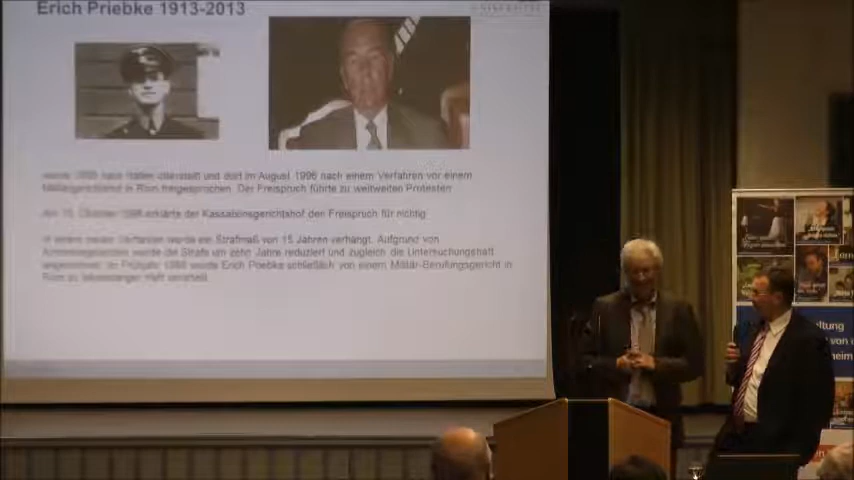 Erich Priebke 1913-2013
UNIVERSITÄT
wurde 1995 nach Italien überstellt und dort im August 1996 nach einem Verfahren vor einem
Militärgerichtshof in Rom freigesprochen. Der Freispruch führte zu weltweiten Protesten
Am 15. Oktober 1996 erklärte der Kassationsgerichtshof den Freispruch für nichtig
In einem neuen Verfahren wurde ein Strafmaß von 15 Jahren verhängt. Aufgrund von
wurde die Strafe um zehn Jahre reduziert und zugleich die Untersuchungshaft
angerechnet. Im Frühjahr 1998 wurde Erich Priebke schließlich von einem Militär-Berufungsgericht in
Rom zu lebenslanger Haft verurteilt